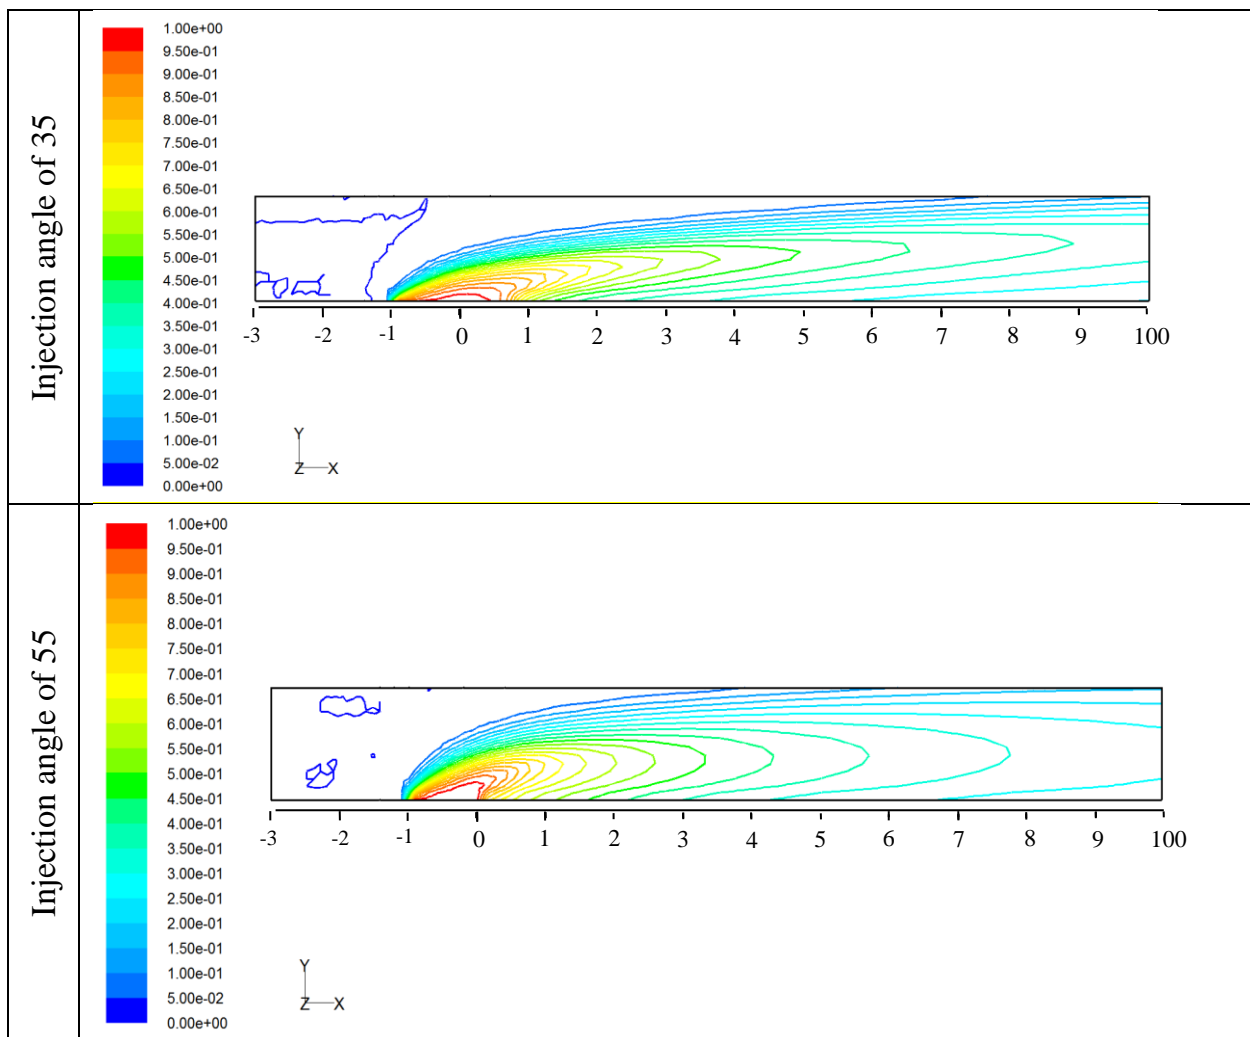 Injection angle of 35
1.00e+00
9.50e-01
9.00e-01
8.50e-01
8.00e-01
7.50e-01
7.00e-01
6.50e-01
6.00e-01
5.50e-01
5.00e-01
4.50e-01
4.00e-01
3.50e-01
3.00e-01
2.50e-01
2.00e-01
1.50e-01
1.00e-01
5.00e-02
0.00e+00
-3 -2 -1 0 1 2 3 4 5 6 7 8 9 100
Y
Z X
Injection angle of 55
1.00e+00
9.50e-01
9.00e-01
8.50e-01
8.00e-01
7.50e-01
7.00e-01
6.50e-01
6.00e-01
5.50e-01
5.00e-01
4.50e-01
4.00e-01
3.50e-01
3.00e-01
2.50e-01
2.00e-01
1.50e-01
1.00e-01
5.00e-02
0.00e+00
-3 -2 -1 0 1 2 3 4 5 6 7 8 9 100
Y
Z X